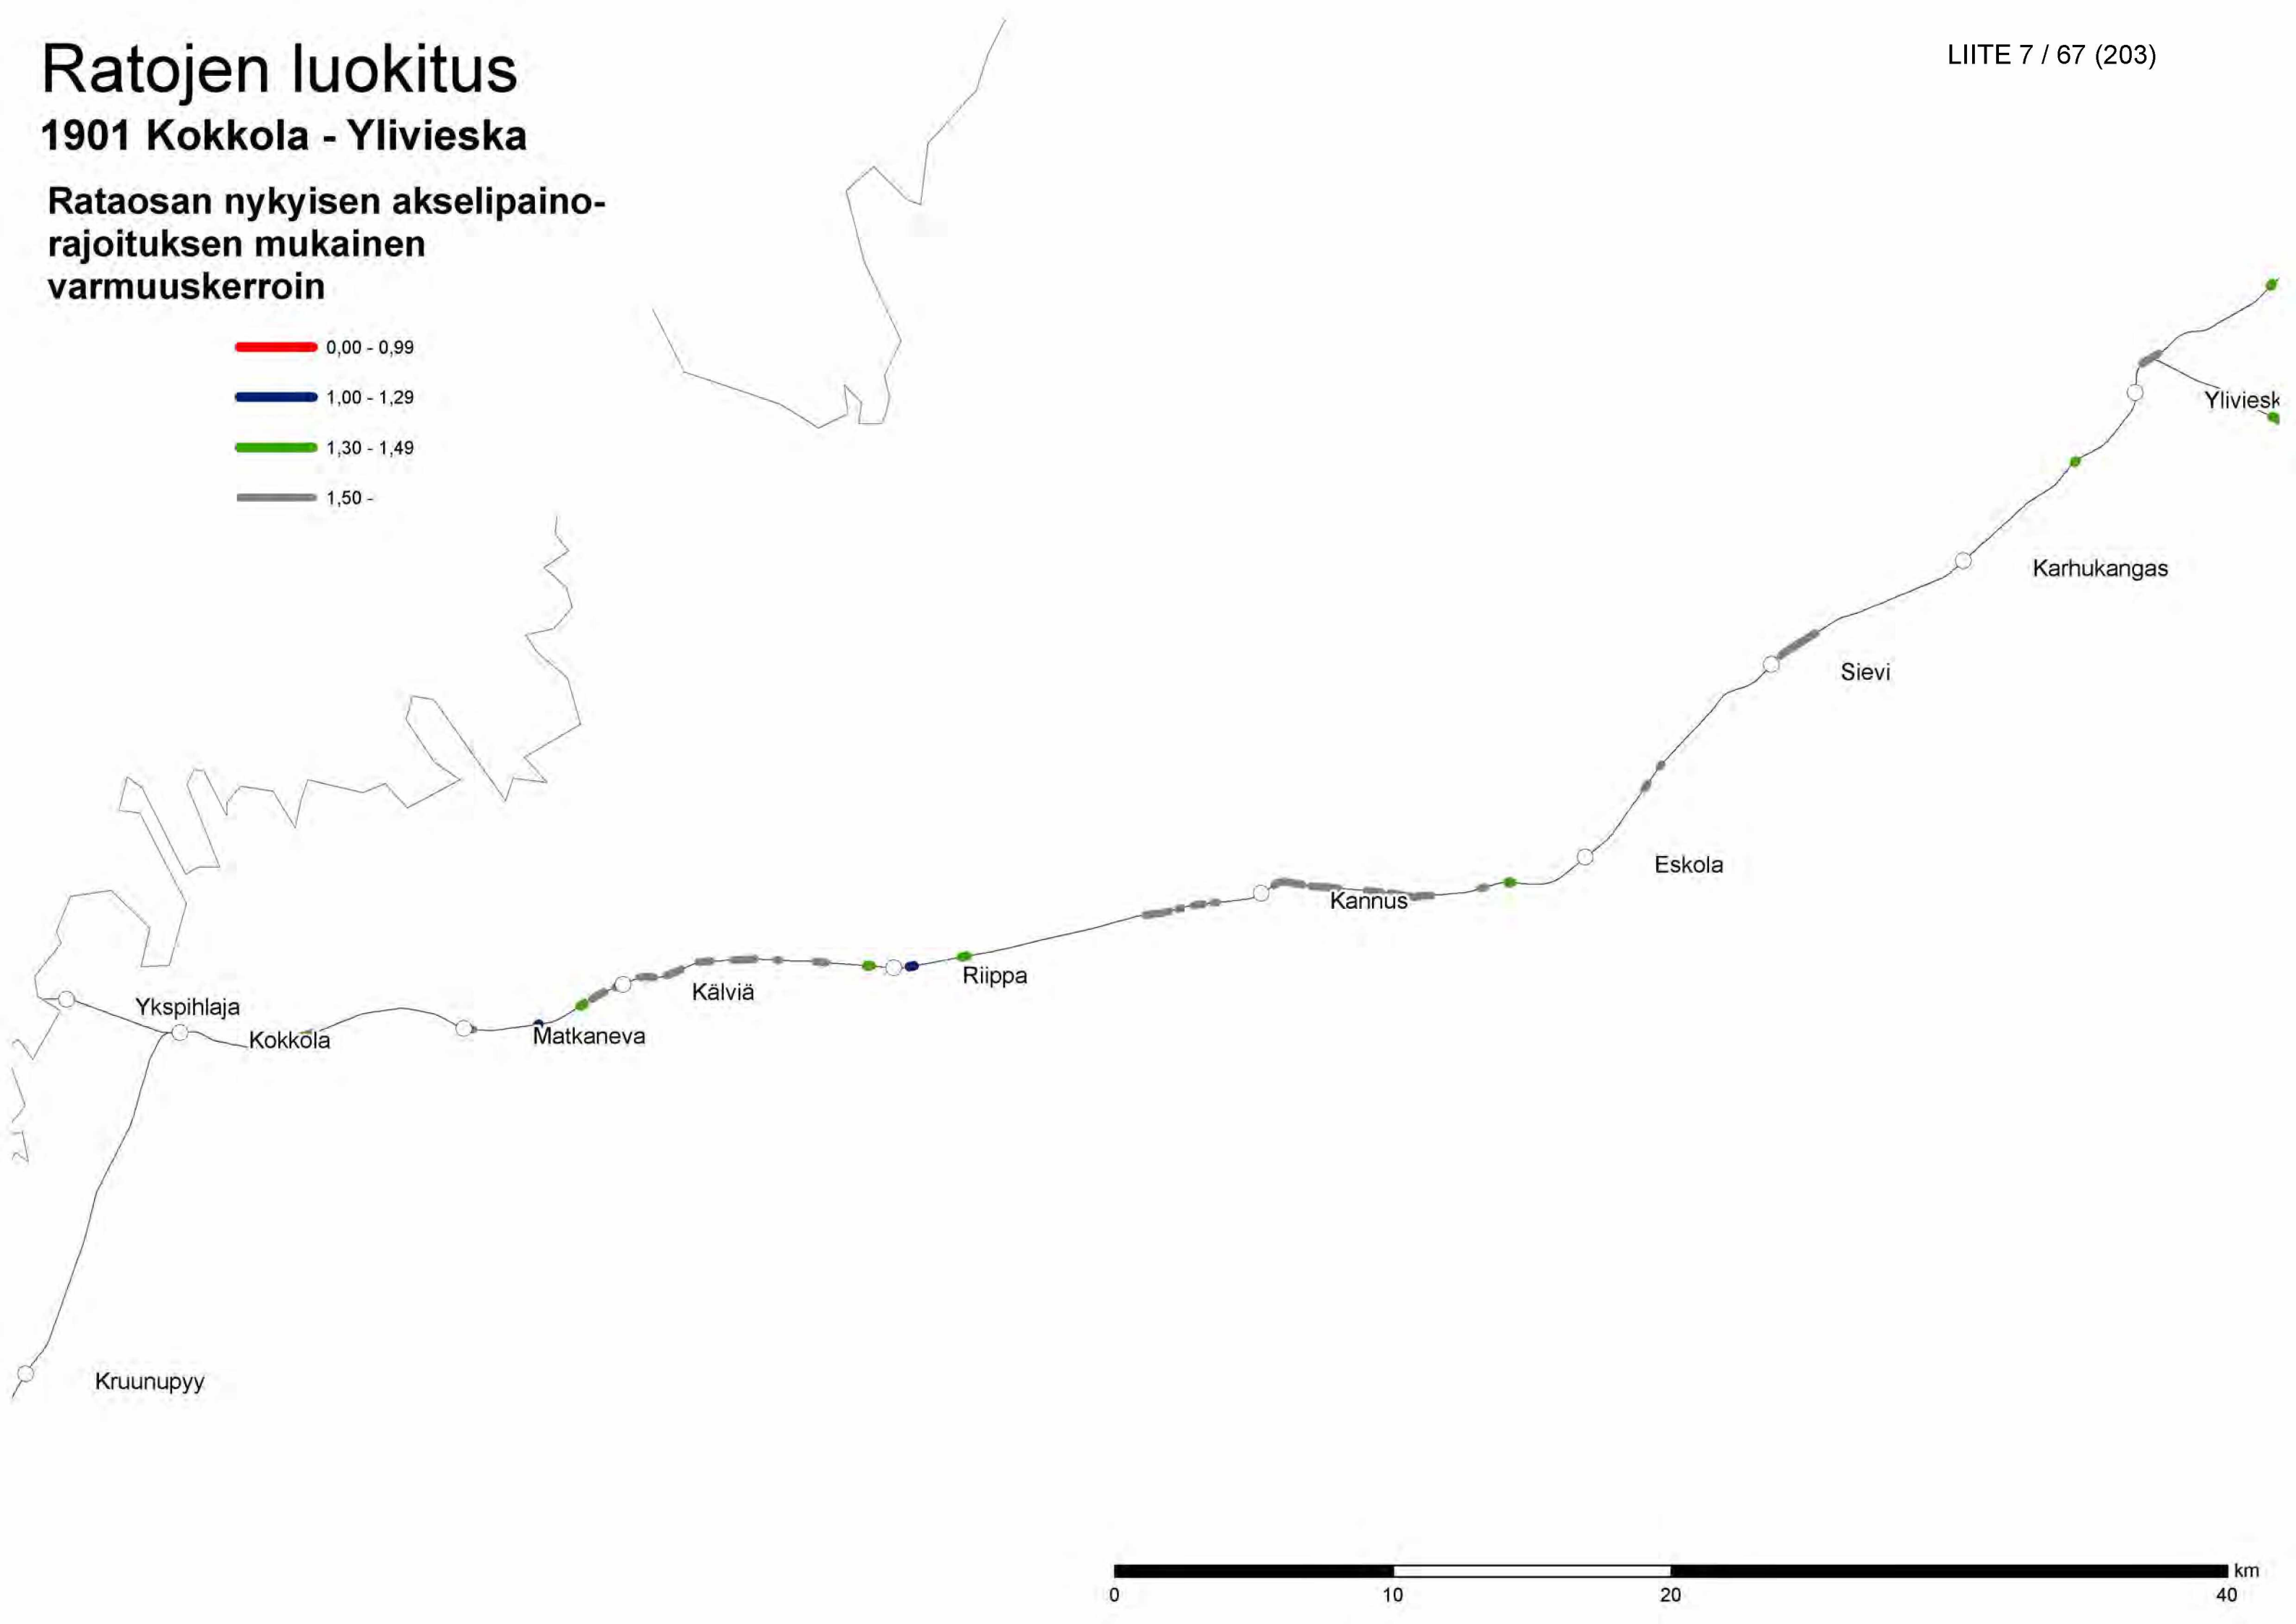 Ratojen luokitus
LIITE 7 / 67 (203)
1901 Kokkola - Ylivieska
Rataosan nykyisen akselipaino-
rajoituksen mukainen
varmuuskerroin
0,00 - 0,99
1,00 - 1,29
1,30 - 1,49
1,50 -
Yliviesk
Karhukangas
Sievi
Eskola
Kannus
Riippa
Kälviä
Ykspihlaja
Kokkola
Matkaneva
Kruunupyy
km
0
10
20
40